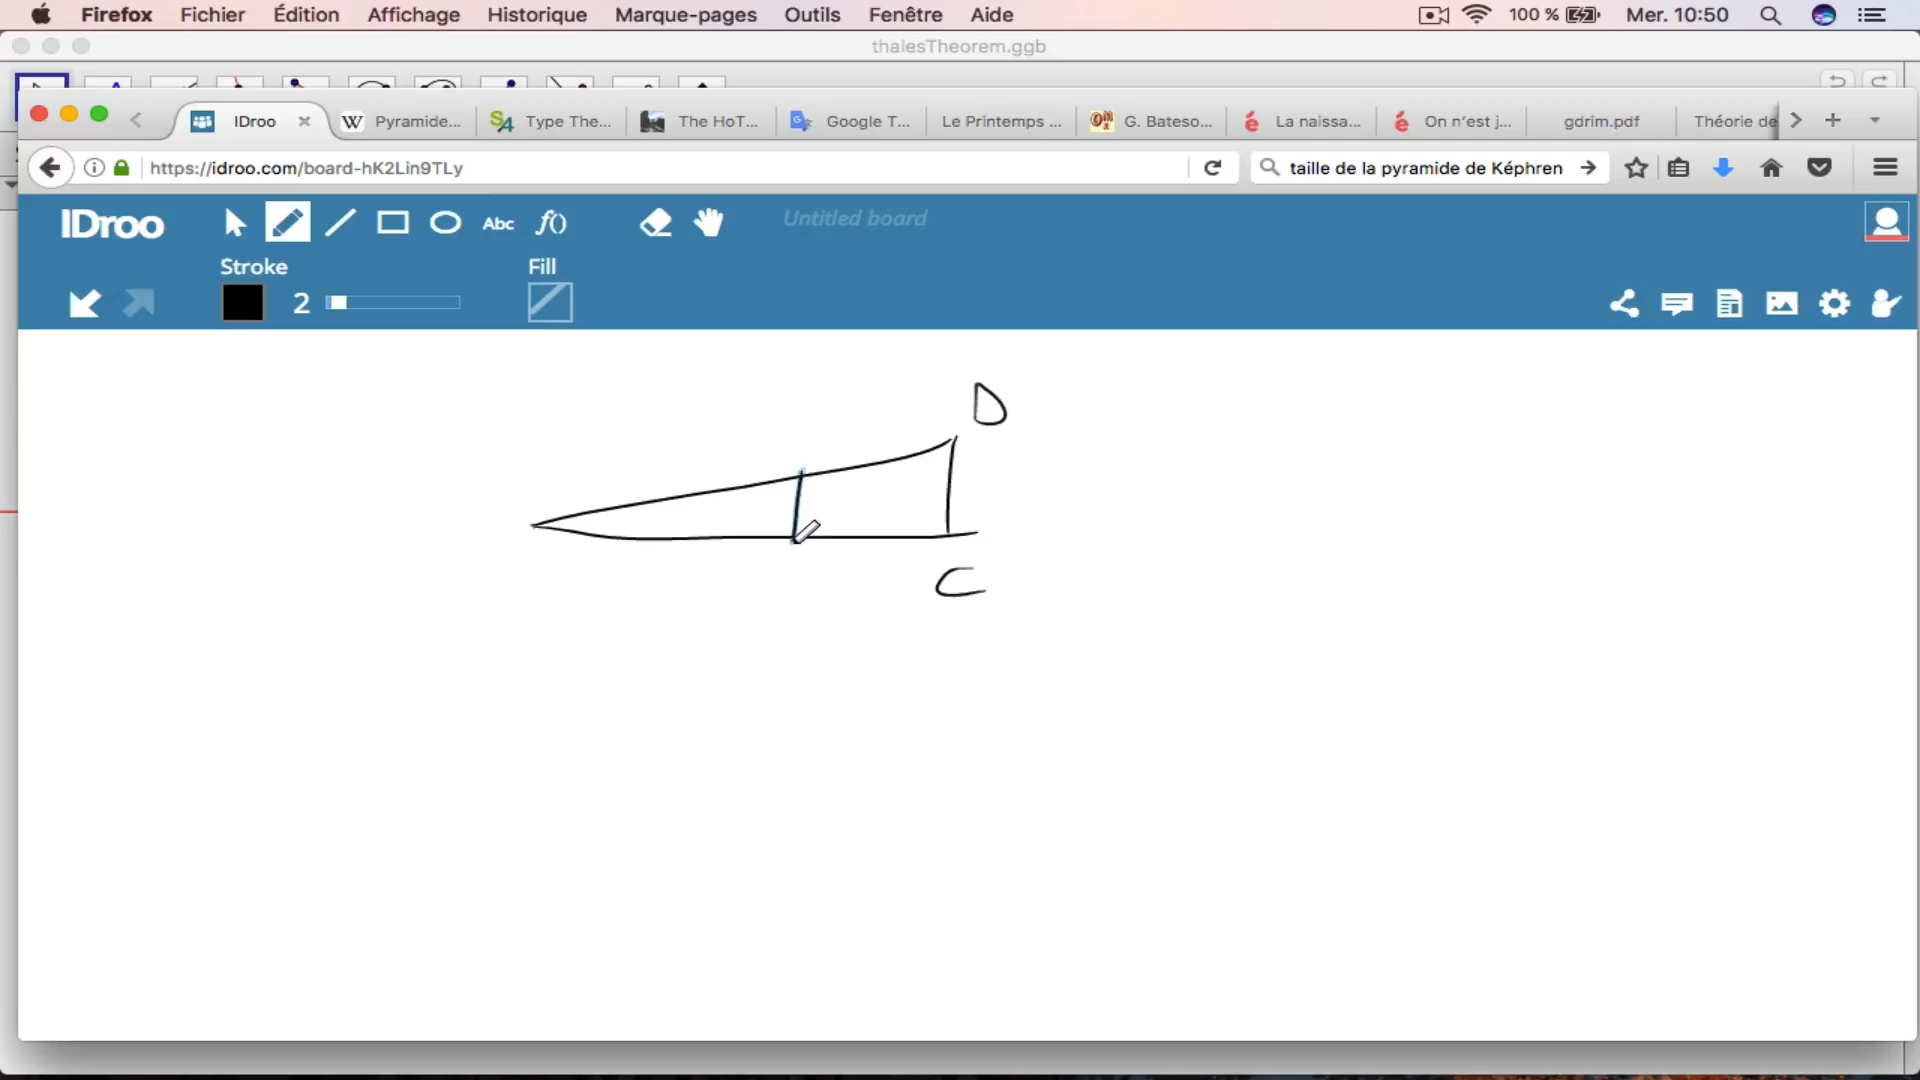 Firefox Fichier Édition Affichage Historique Marque-pages Outils Fenêtre Aide 100 % Mer. 10:50
thalesTheorem.ggb
IDroo Pyramide... Type The... The HoT... Google T... Le Printemps ... G. Bateso... La naissa... On n'est j... gdrim.pdf Théorie de
https://idroo.com/board-hK2Lin9TLy taille de la pyramide de Képhren
IDroo Abc f() Untitled board
Stroke Fill
2
D
C